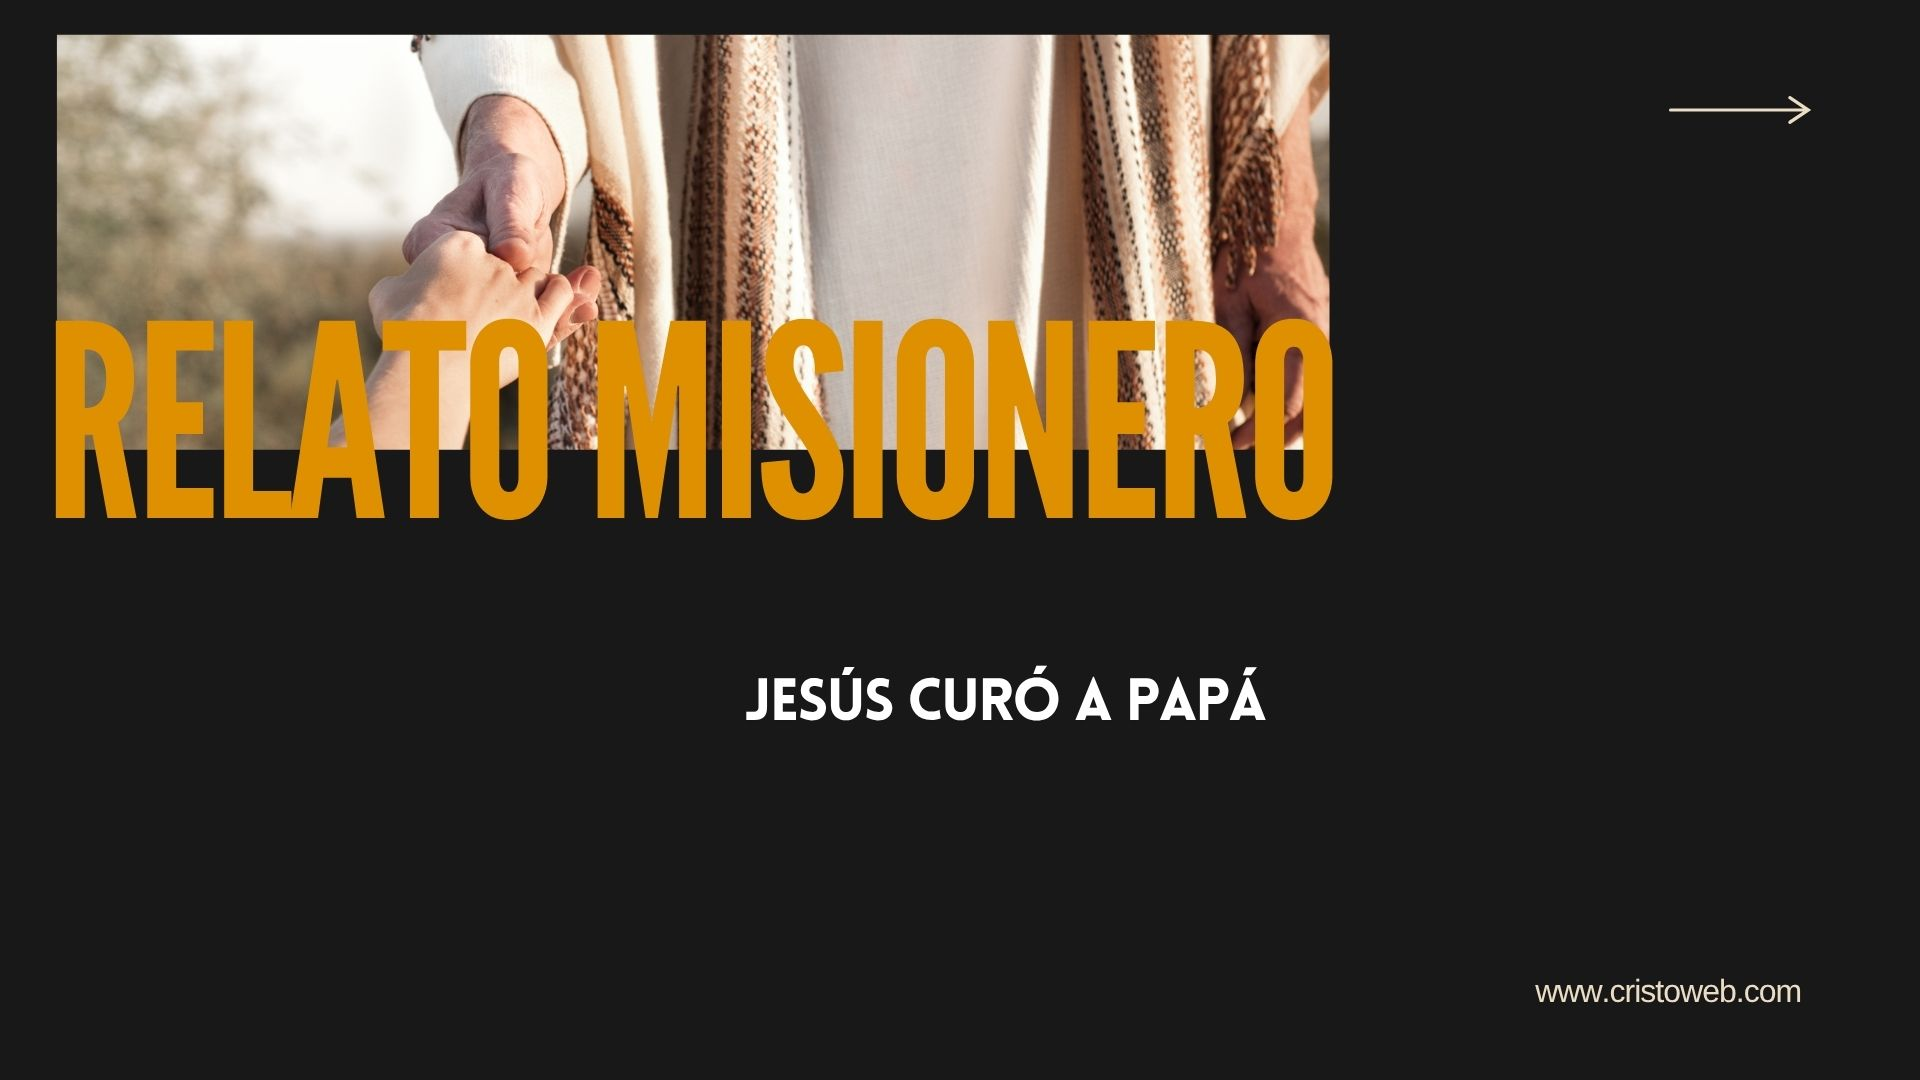 RELATO MISIONERO
JESÚS CURÓ A PAPÁ
www.cristoweb.com